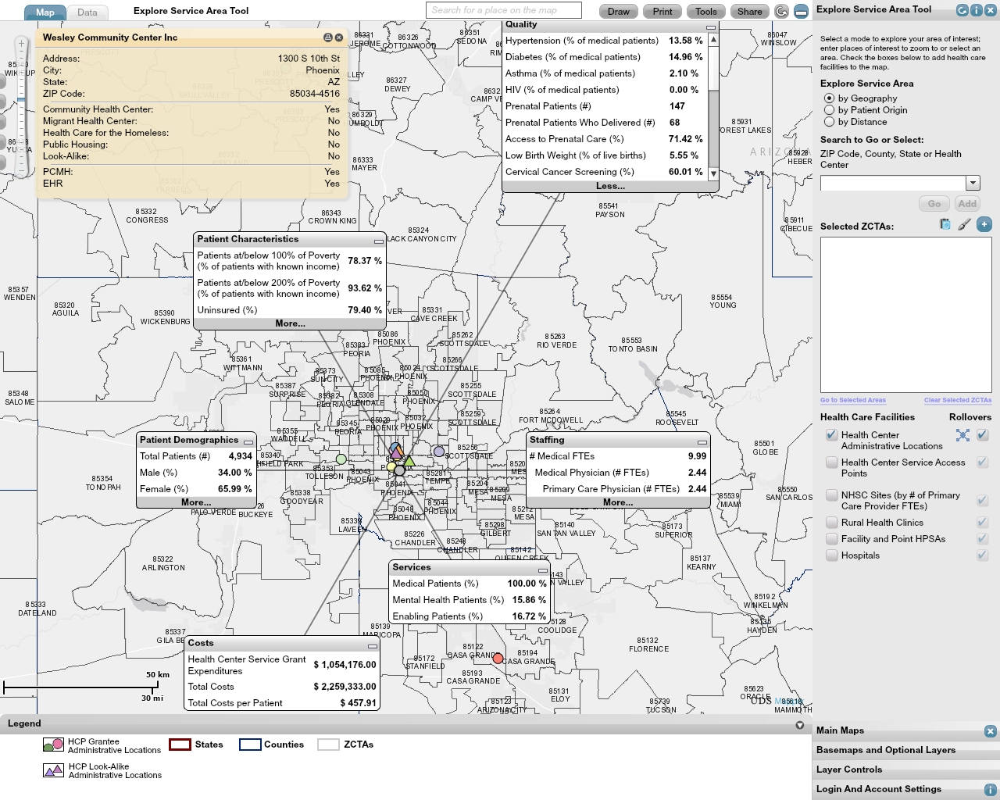 Map
Data
Explore Service Area Tool
Search for a place on the map
Draw
Print
Tools
Share
Explore Service Area Tool
Wesley Community Center Inc
Address: 1300 S 10th St
City: Phoenix
State: AZ
ZIP Code: 85034-4516
Community Health Center: Yes
Migrant Health Center: No
Health Care for the Homeless: No
Public Housing: No
Look-Alike: No
PCMH: Yes
EHR Yes
Quality
Hypertension (% of medical patients) 13.58 %
Diabetes (% of medical patients) 14.96 %
Asthma (% of medical patients) 2.10 %
HIV (% of medical patients) 0.00 %
Prenatal Patients (#) 147
Prenatal Patients Who Delivered (#) 68
Access to Prenatal Care (%) 71.42 %
Low Birth Weight (% of live births) 5.55 %
Cervical Cancer Screening (%) 60.01 %
Less...
Patient Characteristics
Patients at/below 100% of Poverty
(% of patients with known income) 78.37 %
Patients at/below 200% of Poverty
(% of patients with known income) 93.62 %
Uninsured (%) 79.40 %
More...
Patient Demographics
Total Patients (#) 4,934
Male (%) 34.00 %
Female (%) 65.99 %
More...
Staffing
# Medical FTEs 9.99
Medical Physician (# FTEs) 2.44
Primary Care Physician (# FTEs) 2.44
More...
Services
Medical Patients (%) 100.00 %
Mental Health Patients (%) 15.86 %
Enabling Patients (%) 16.72 %
Costs
Health Center Service Grant
Expenditures $ 1,054,176.00
Total Costs $ 2,259,333.00
Total Costs per Patient $ 457.91
86331
JEROME
86326
COTTONWOOD
86351
SEDONA
86047
WINSLOW
86327
DEWEY
86333
MAYER
85931
FOREST LAKES
85928
HEBER
85332
CONGRESS
86343
CROWN KING
85324
BLACK CANYON CITY
85541
PAYSON
85911
CIBECUE
85357
WENDEN
85320
AGUILA
85390
WICKENBURG
85331
CAVE CREEK
85554
YOUNG
85086
PHOENIX
85262
SCOTTSDALE
85263
RIO VERDE
85553
TONTO BASIN
85383
PEORIA
85361
WITTMANN
85266
SCOTTSDALE
85373
SUN CITY
85085
PHOENIX
85024
PHOENIX
85387
SURPRISE
85382
PEORIA
85308
GLENDALE
85050
PHOENIX
85255
SCOTTSDALE
85348
SALOME
85345
PEORIA
85029
PHOENIX
85032
PHOENIX
85259
SCOTTSDALE
85264
FORT MCDOWELL
85545
ROOSEVELT
85355
WADDELL
85256
SCOTTSDALE
85501
GLOBE
85340
85353
TOLLESON
85043
PHOENIX
85281
TEMPE
85354
TONOPAH
85041
PHOENIX
85204
MESA
85209
MESA
85338
GOODYEAR
85539
MIAMI
85550
SAN CARLOS
PALO VERDE
BUCKEYE
85339
LAVEEN
85048
PHOENIX
85044
PHOENIX
85212
MESA
85226
CHANDLER
85298
GILBERT
85140
SAN TAN VALLEY
85173
SUPERIOR
85248
CHANDLER
85142
QUEEN CREEK
85322
ARLINGTON
85137
KEARNY
85333
DATELAND
85192
WINKELMAN
85135
HAYDEN
85337
GILA BE
85139
MARICOPA
85128
COOLIDGE
85132
FLORENCE
85172
STANFIELD
85122
CASA GRANDE
85194
CASA GRANDE
85193
CASA GRANDE
85131
ELOY
85123
ARIZONA CITY
85739
TUCSON
85623
ORACLE
85618
MAMMOTH
50 km
30 mi
Select a mode to explore your area of interest;
enter places of interest to zoom to or select an
area. Check the boxes below to add health care
facilities to the map.
Explore Service Area
by Geography
by Patient Origin
by Distance
Search to Go or Select:
ZIP Code, County, State or Health
Center
Go
Add
Selected ZCTAs:
Go to Selected Areas
Clear Selected ZCTAs
Health Care Facilities
Rollovers
Health Center
Administrative Locations
Health Center Service Access
Points
NHSC Sites (by # of Primary
Care Provider FTEs)
Rural Health Clinics
Facility and Point HPSAs
Hospitals
Main Maps
Basemaps and Optional Layers
Layer Controls
Login And Account Settings
Legend
HCP Grantee
Administrative Locations
States
Counties
ZCTAs
HCP Look-Alike
Administrative Locations